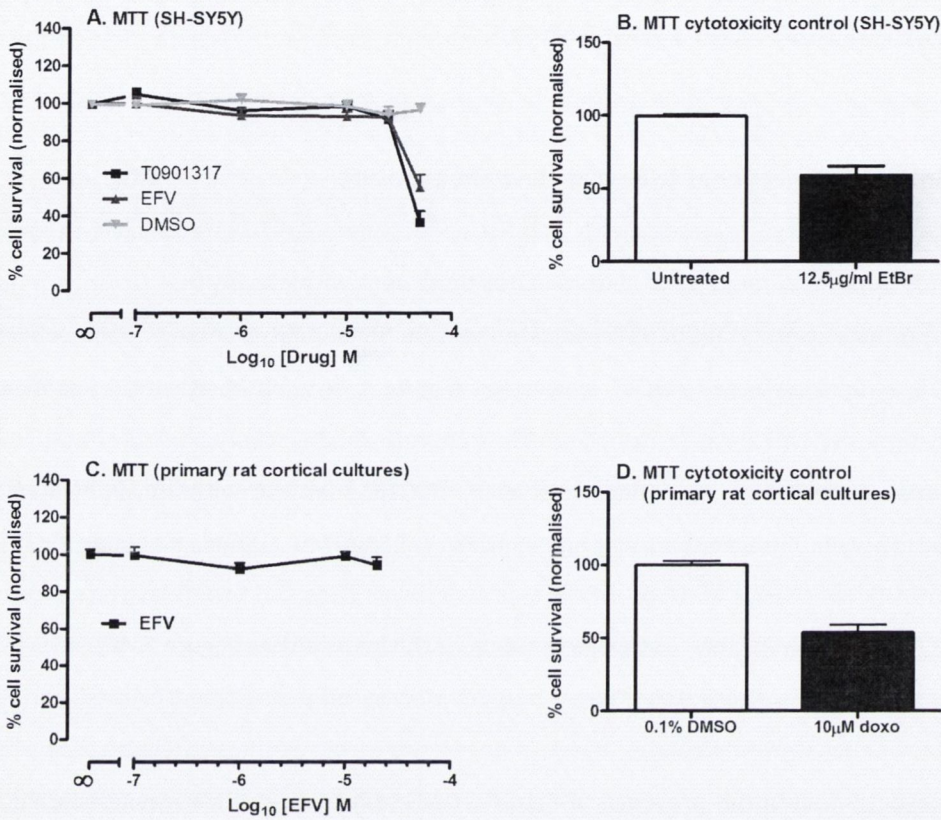 A. MTT (SH-SY5Y)
% cell survival (normalised)
140
120
100
80
60
40
20
0
T0901317
EFV
DMSO
∞
-7
-6
-5
-4
Log10 [Drug] M
B. MTT cytotoxicity control (SH-SY5Y)
% cell survival (normalised)
150
100
50
0
Untreated
12.5μg/ml EtBr
C. MTT (primary rat cortical cultures)
% cell survival (normalised)
140
120
100
80
60
40
20
0
EFV
∞
-7
-6
-5
-4
Log10 [EFV] M
D. MTT cytotoxicity control
(primary rat cortical cultures)
% cell survival (normalised)
150
100
50
0
0.1% DMSO
10μM doxo